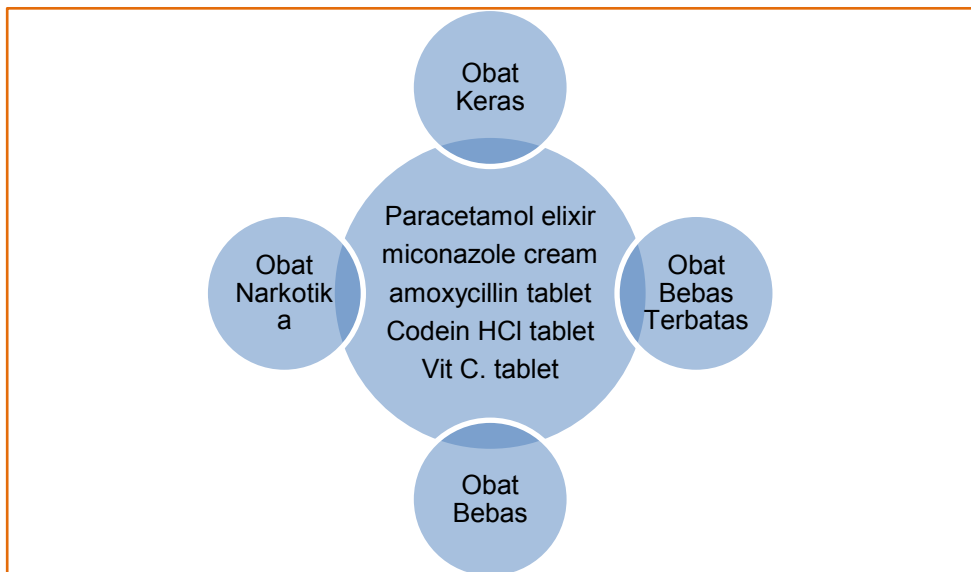 Obat
Keras
Obat
Narkotik
a
Paracetamol elixir
miconazole cream
amoxycillin tablet
Codein HCl tablet
Vit C. tablet
Obat
Bebas
Terbatas
Obat
Bebas